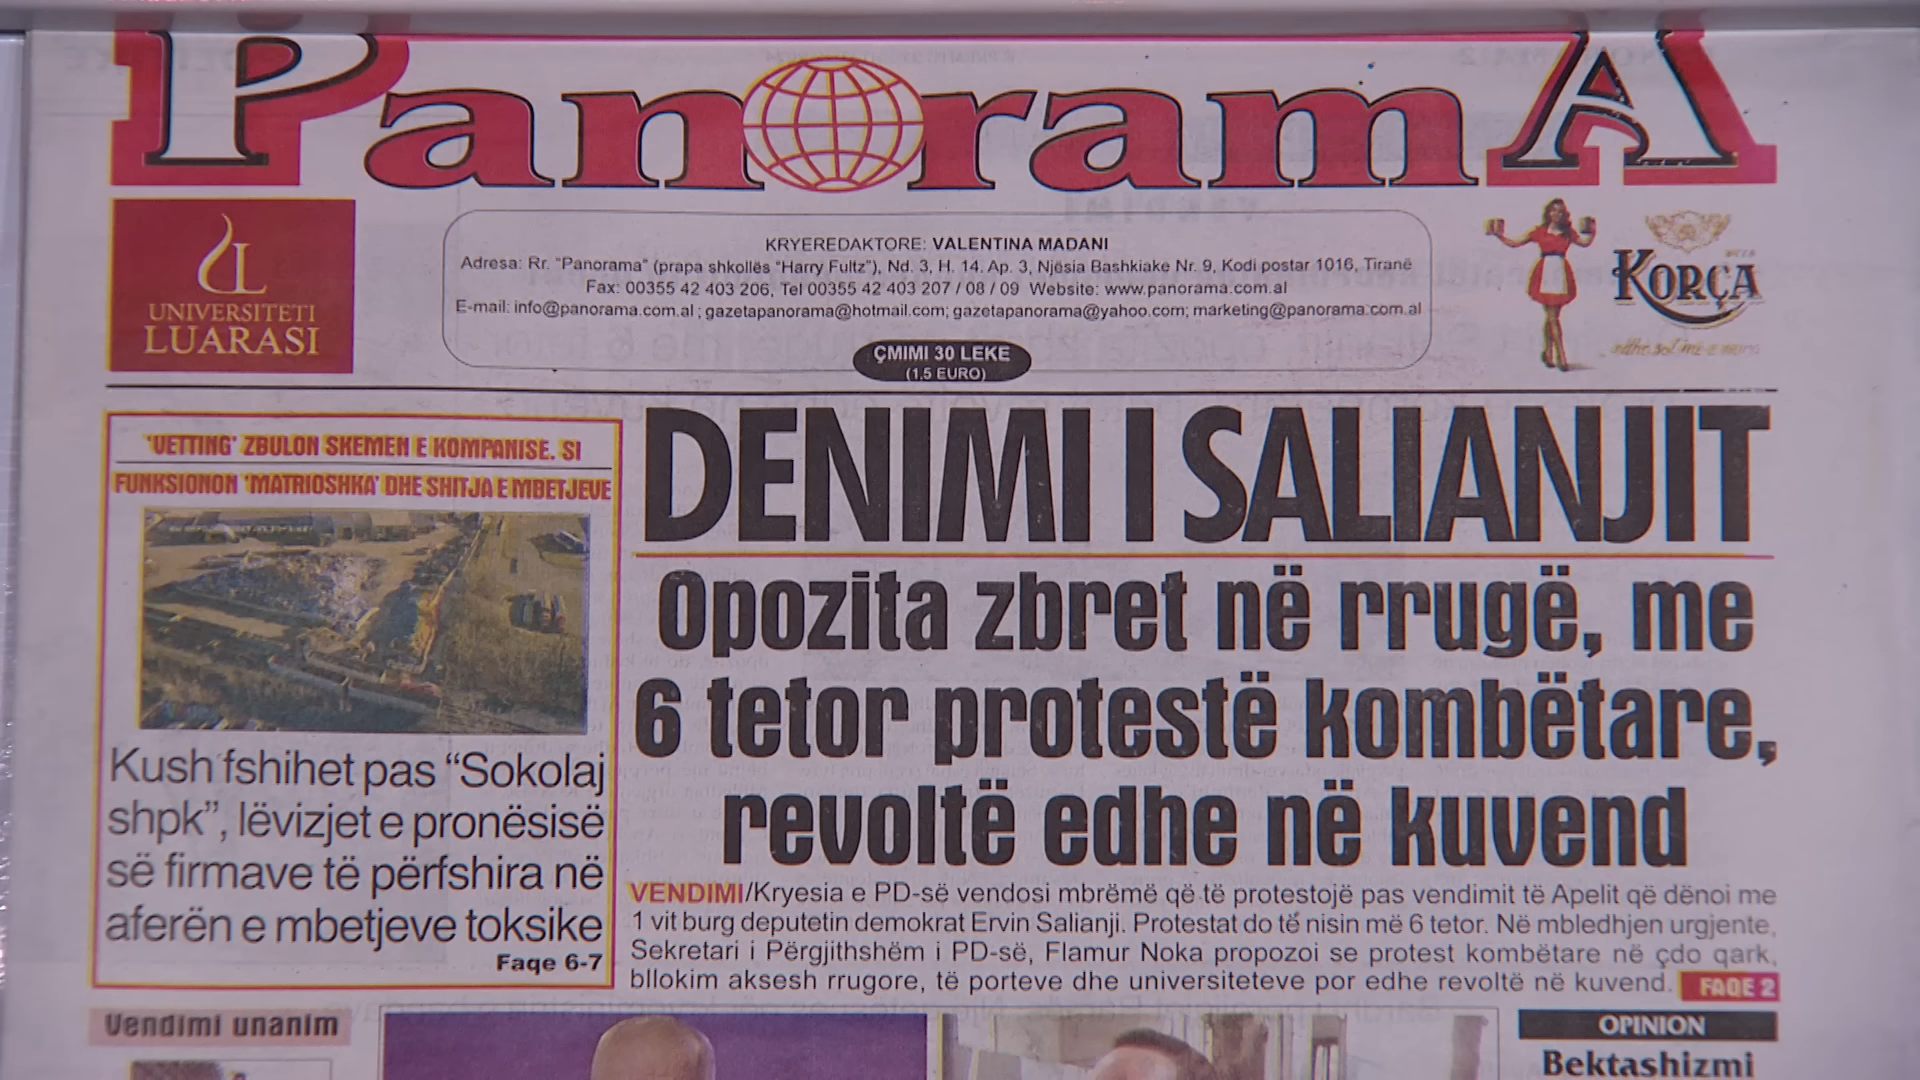 PanoramA
UNIVERSITETI
LUARASI
KRYEREDAKTORE: VALENTINA MADANI
Adresa: Rr. "Panorama" (prapa shkollës "Harry Fultz"), Nd. 3, H. 14. Ap. 3, Njësia Bashkiake Nr. 9, Kodi postar 1016, Tiranë
Fax: 00355 42 403 206, Tel 00355 42 403 207 / 08 / 09 Website: www.panorama.com.al
E-mail: info@panorama.com.al ; gazetapanorama@hotmail.com; gazetapanorama@yahoo.com; marketing@panorama.com.al
ÇMIMI 30 LEKE
(1,5 EURO)
KORÇA
'VETTING' ZBULON SKEMEN E KOMPANISE. SI
FUNKSIONON 'MATRIOSHKA' DHE SHITJA E MBETJEVE
Kush fshihet pas “Sokolaj
shpk”, lëvizjet e pronësisë
së firmave të përfshira në
aferën e mbetjeve toksike
Faqe 6-7
DENIMI I SALIANJIT
Opozita zbret në rrugë, me
6 tetor protestë kombëtare,
revoltë edhe në kuvend
VENDIMI/Kryesia e PD-së vendosi mbrëmë që të protestojë pas vendimit të Apelit që dënoi me
1 vit burg deputetin demokrat Ervin Salianji. Protestat do të nisin më 6 tetor. Në mbledhjen urgjente,
Sekretari i Përgjithshëm i PD-së, Flamur Noka propozoi se protest kombëtare në çdo qark,
bllokim aksesh rrugore, të porteve dhe universiteteve por edhe revoltë në kuvend.
FAQE 2
Vendimi unanim
OPINION
Bektashizmi